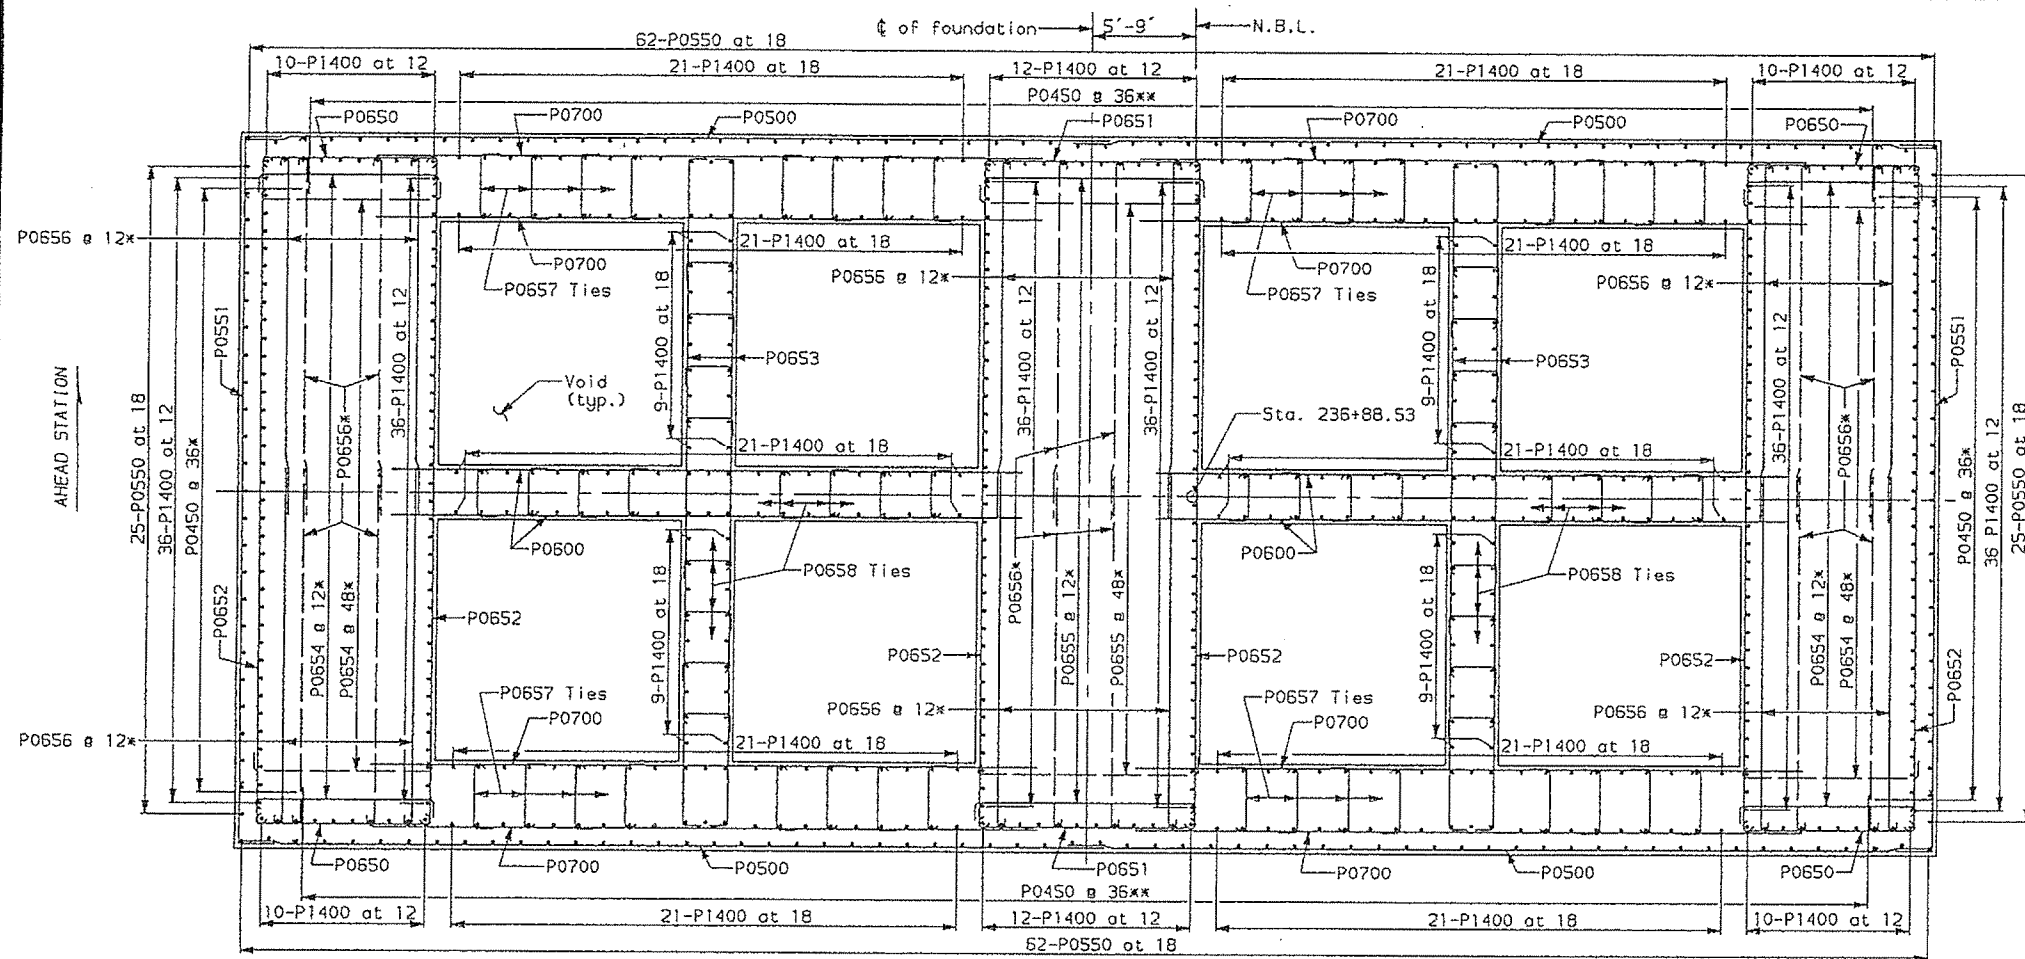 ℄ of foundation
5'-9"
N.B.L.
62-P0550 at 18
10-P1400 at 12
21-P1400 at 18
12-P1400 at 12
21-P1400 at 18
10-P1400 at 12
P0450 @ 36**
P0650
P0700
P0500
P0651
P0700
P0500
P0650
P0656 @ 12*
21-P1400 at 18
P0700
P0657 Ties
P0656 @ 12*
21-P1400 at 18
P0700
P0657 Ties
P0656 @ 12*
P0551
AHEAD STATION
25-P0550 at 18
36-P1400 at 12
P0450 @ 36*
P0656*
36-P1400 at 12
9-P1400 at 18
P0653
Void
(typ.)
36-P1400 at 12
36-P1400 at 12
9-P1400 at 18
P0653
Sta. 236+88.53
36-P1400 at 12
P0656*
P0551
21-P1400 at 18
21-P1400 at 18
P0450 @ 36*
36 P1400 at 12
25-P0550 at 18
P0600
P0658 Ties
P0600
P0658 Ties
P0652
P0654 @ 12*
P0654 @ 48*
P0652
9-P1400 at 18
P0652
P0656*
P0655 @ 12*
P0655 @ 48*
P0652
9-P1400 at 18
P0652
P0654 @ 12*
P0654 @ 48*
P0652
P0657 Ties
P0700
P0656 @ 12*
P0657 Ties
P0700
P0656 @ 12*
P0656 @ 12*
21-P1400 at 18
21-P1400 at 18
P0650
P0700
P0500
P0651
P0700
P0500
P0650
P0450 @ 36**
10-P1400 at 12
21-P1400 at 18
12-P1400 at 12
21-P1400 at 18
10-P1400 at 12
62-P0550 at 18